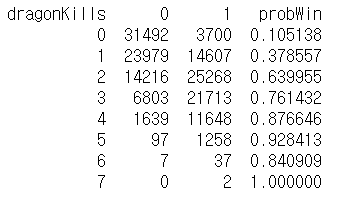 dragonKills 0 1 probWin
0 31492 3700 0.105138
1 23979 14607 0.378557
2 14216 25268 0.639955
3 6803 21713 0.761432
4 1639 11648 0.876646
5 97 1258 0.928413
6 7 37 0.840909
7 0 2 1.000000